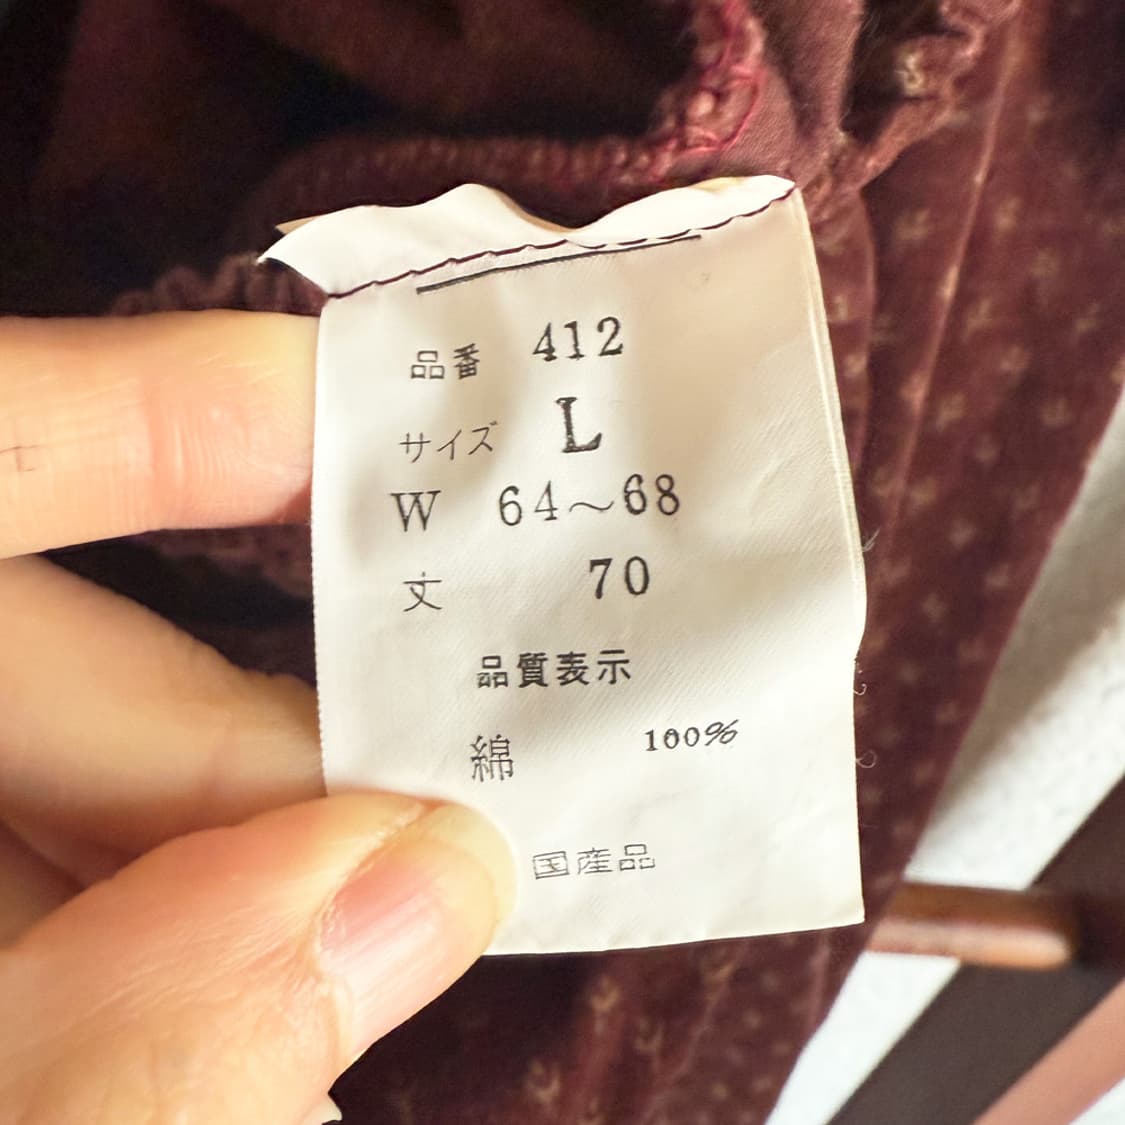 品番 412
サイズ L
W 64～68
丈 70
品質表示
綿 100%
国産品